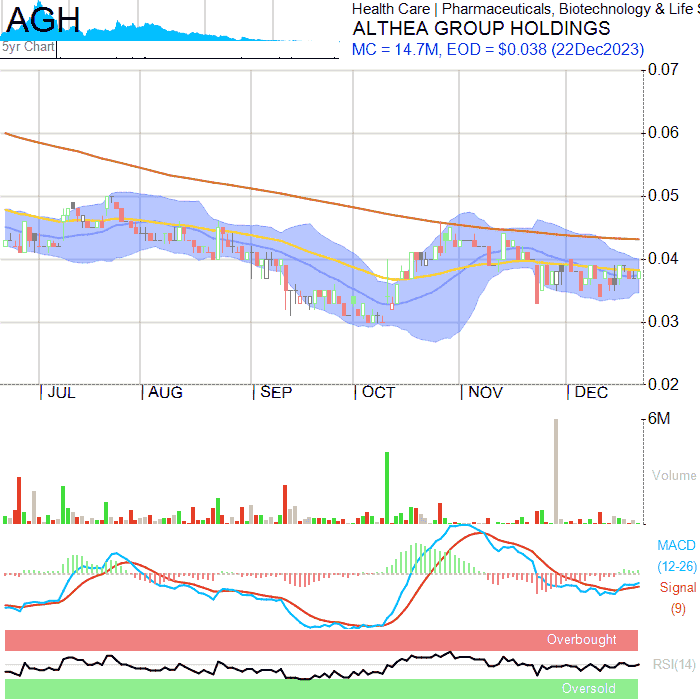 AGH
5yr Chart
Health Care | Pharmaceuticals, Biotechnology & Life
ALTHEA GROUP HOLDINGS
MC = 14.7M, EOD = $0.038 (22Dec2023)
0.07
0.06
0.05
0.04
0.03
0.02
| JUL | AUG | SEP | OCT | NOV | DEC
6M
Volume
MACD
(12-26)
Signal
(9)
Overbought
RSI(14)
Oversold